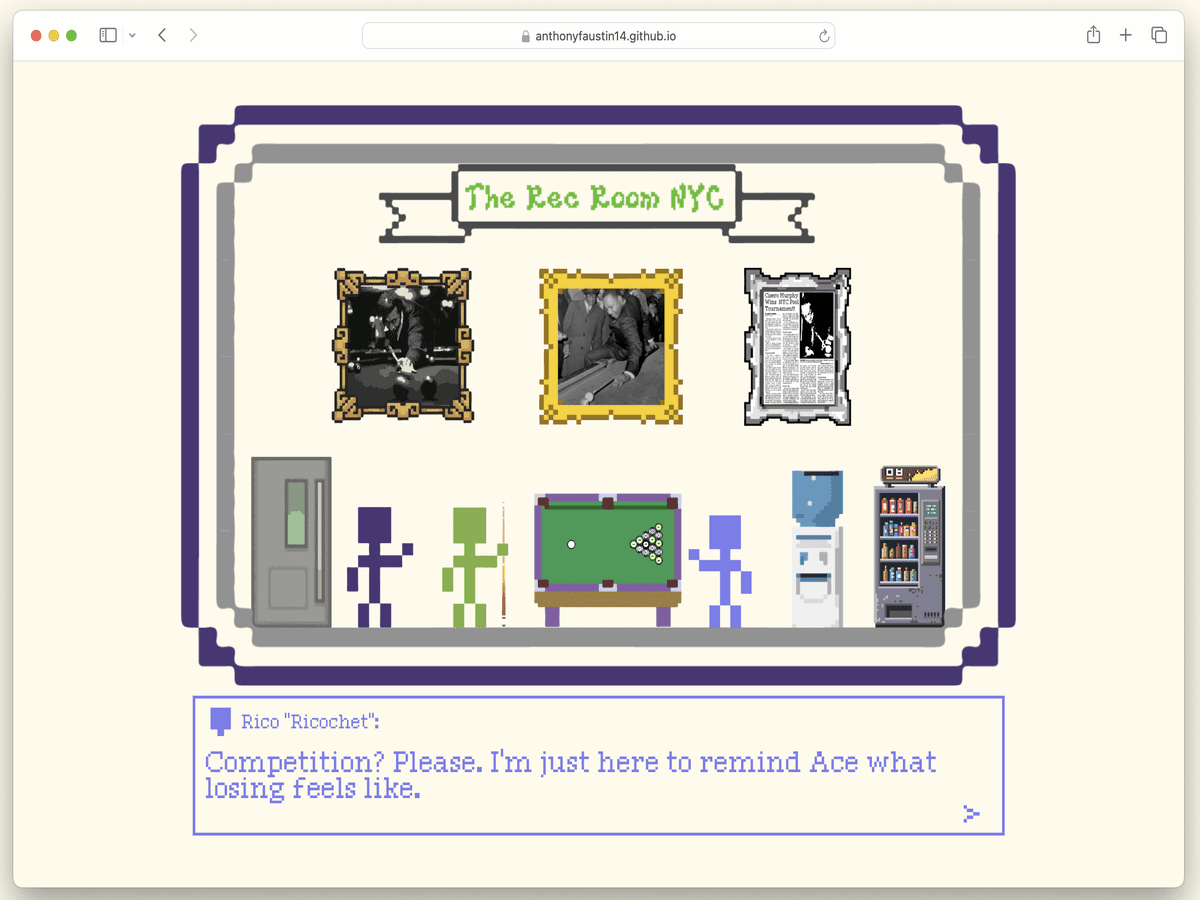 anthonyfaustin14.github.io
The Rec Room NYC
Cisero Murphy
Wins NYC Pool
Tournament!
Rico "Ricochet":
Competition? Please. I'm just here to remind Ace what
losing feels like.
>